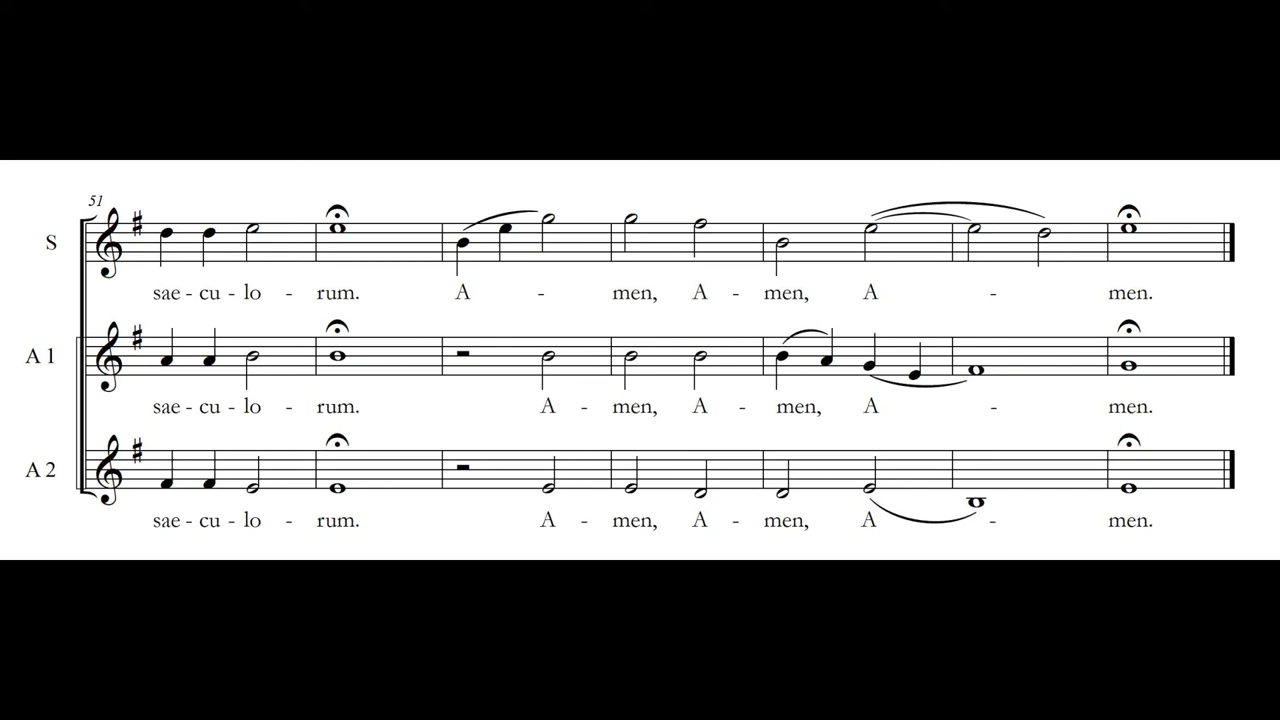 51
S
sae - cu - lo - rum. A - men, A - men, A - men.
A 1
sae - cu - lo - rum. A - men, A - men, A - men.
A 2
sae - cu - lo - rum. A - men, A - men, A - men.